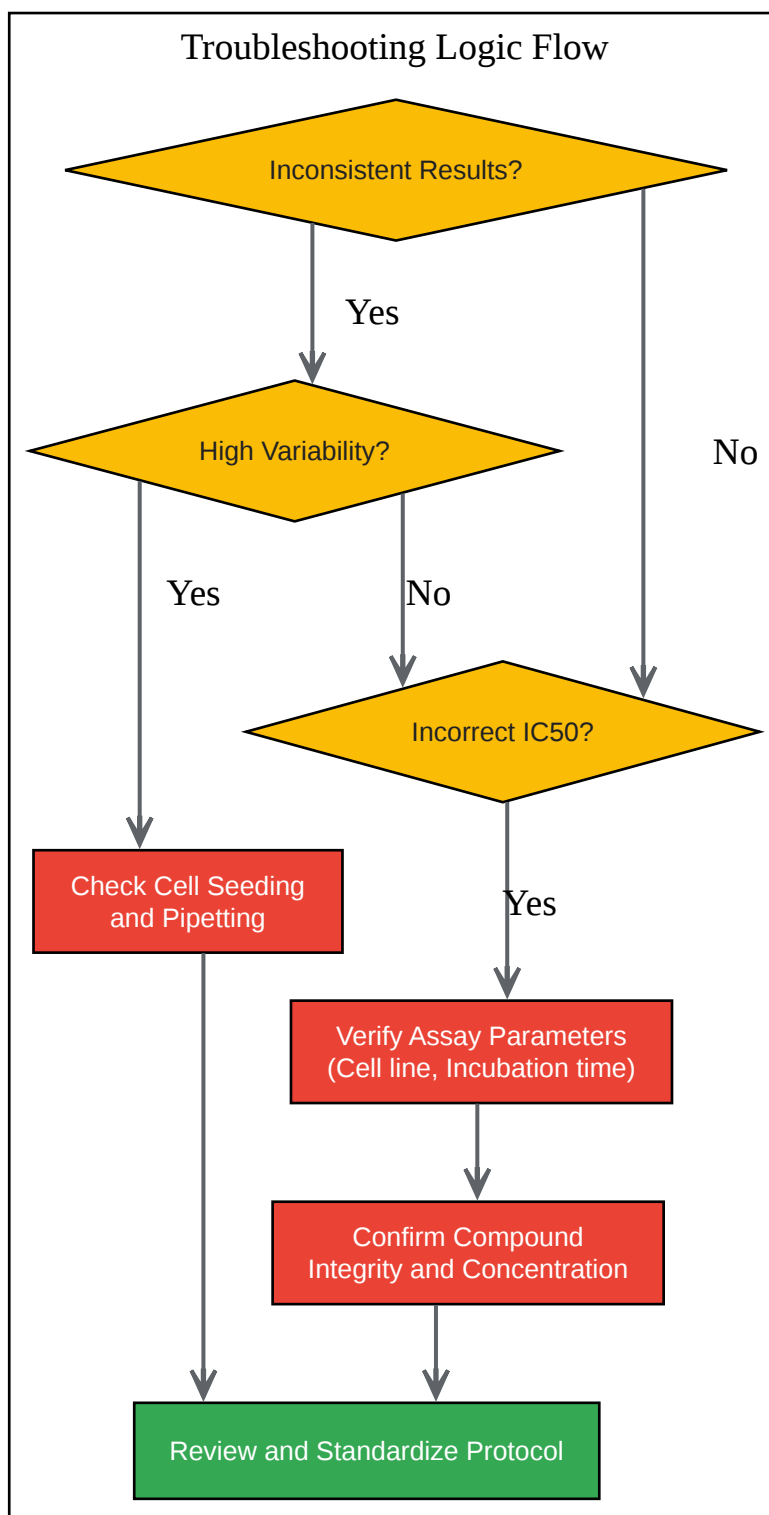 Troubleshooting Logic Flow
Inconsistent Results?
Yes
High Variability?
No
Yes
No
Incorrect IC50?
Check Cell Seeding
and Pipetting
Yes
Verify Assay Parameters
(Cell line, Incubation time)
Confirm Compound
Integrity and Concentration
Review and Standardize Protocol